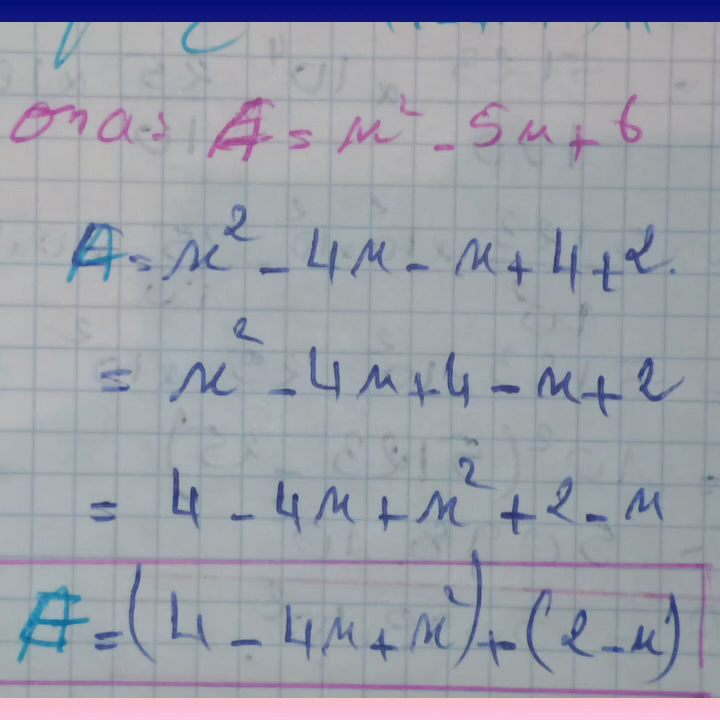 ona: A = x² - 5x + 6
A = x² - 4x - x + 4 + 2.
= x² - 4x + 4 - x + 2
= 4 - 4x + x² + 2 - x
A = (4 - 4x + x²) + (2 - x)